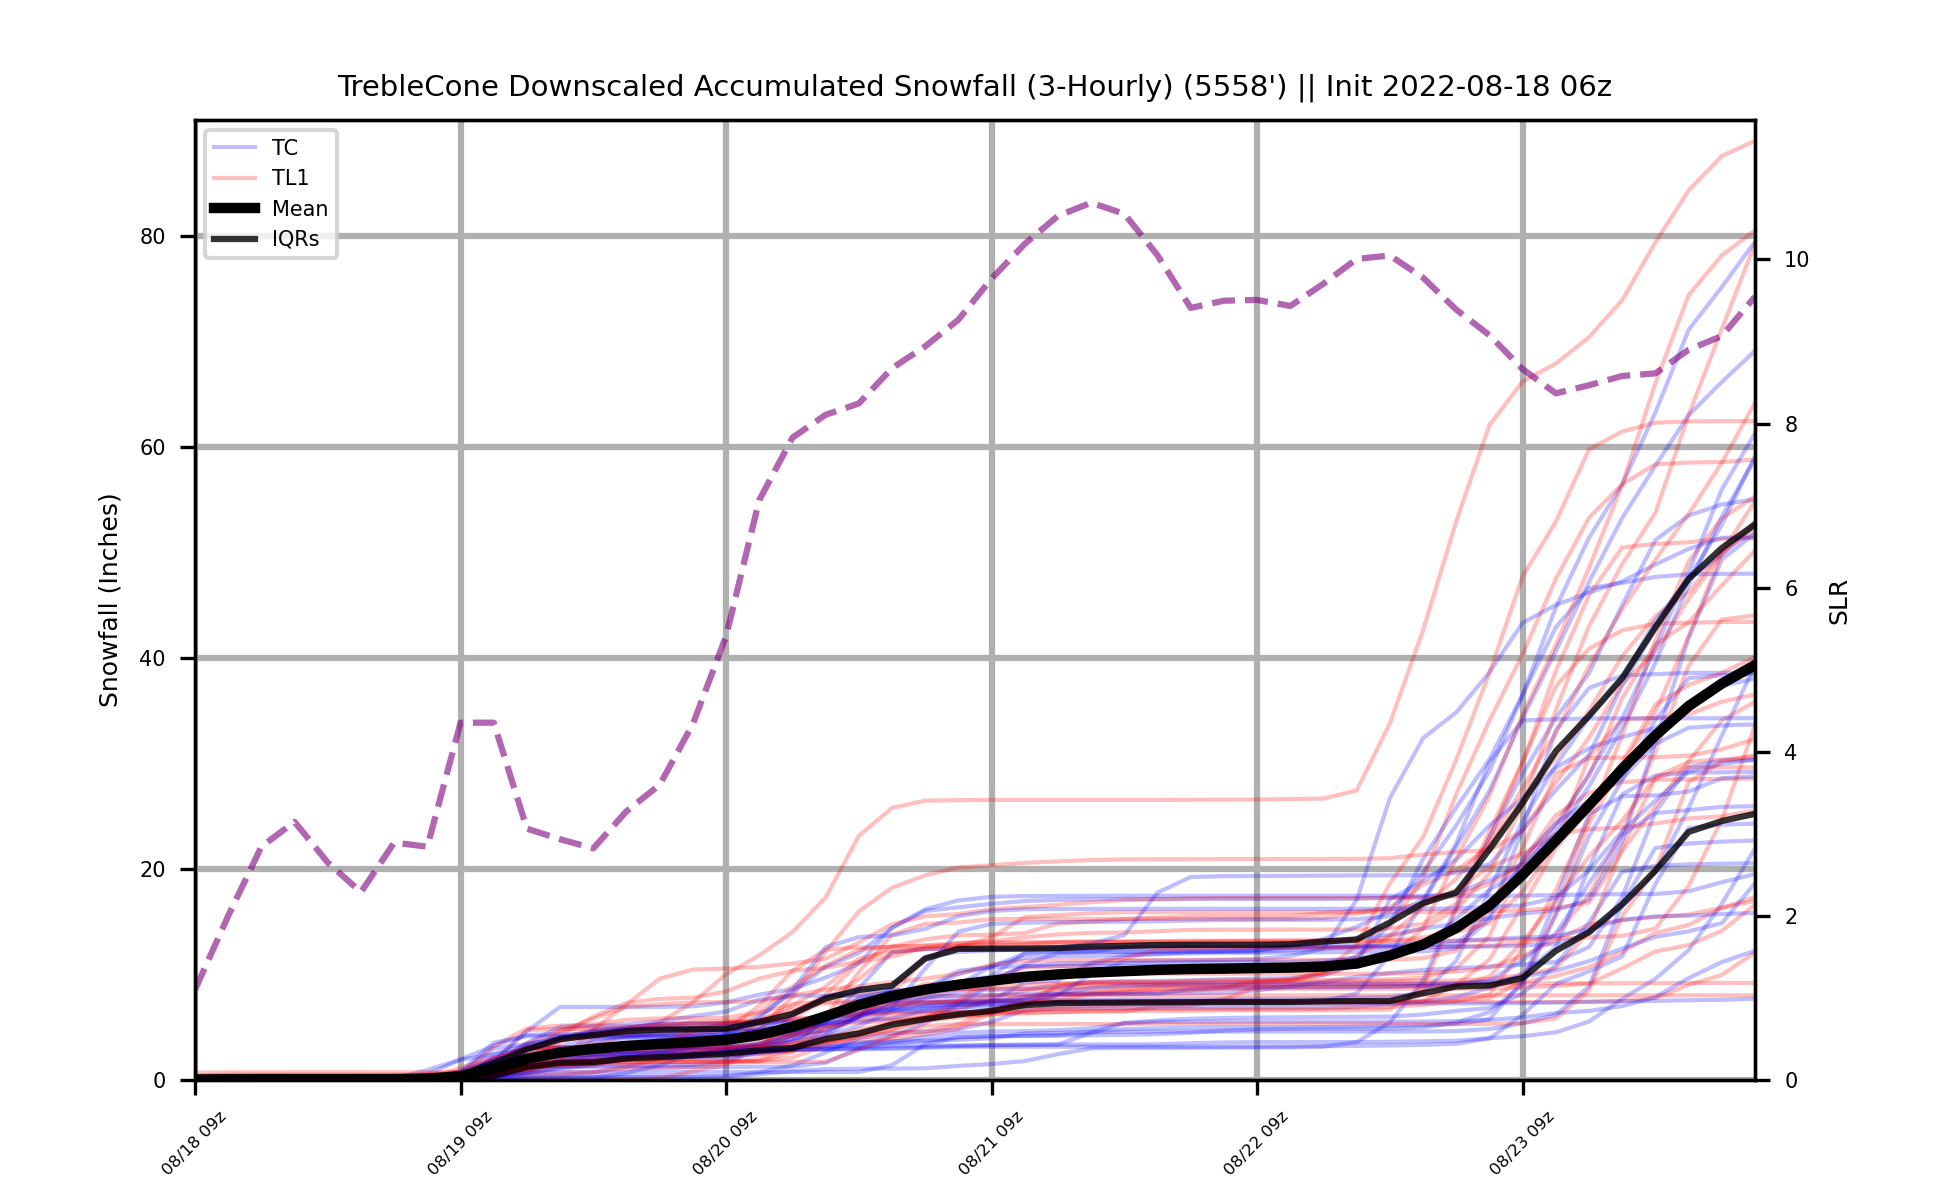 TrebleCone Downscaled Accumulated Snowfall (3-Hourly) (5558') || Init 2022-08-18 06z
TC
TL1
Mean
IQRs
Snowfall (Inches)
80
60
40
20
0
SLR
10
8
6
4
2
0
08/18 09z
08/19 09z
08/20 09z
08/21 09z
08/22 09z
08/23 09z